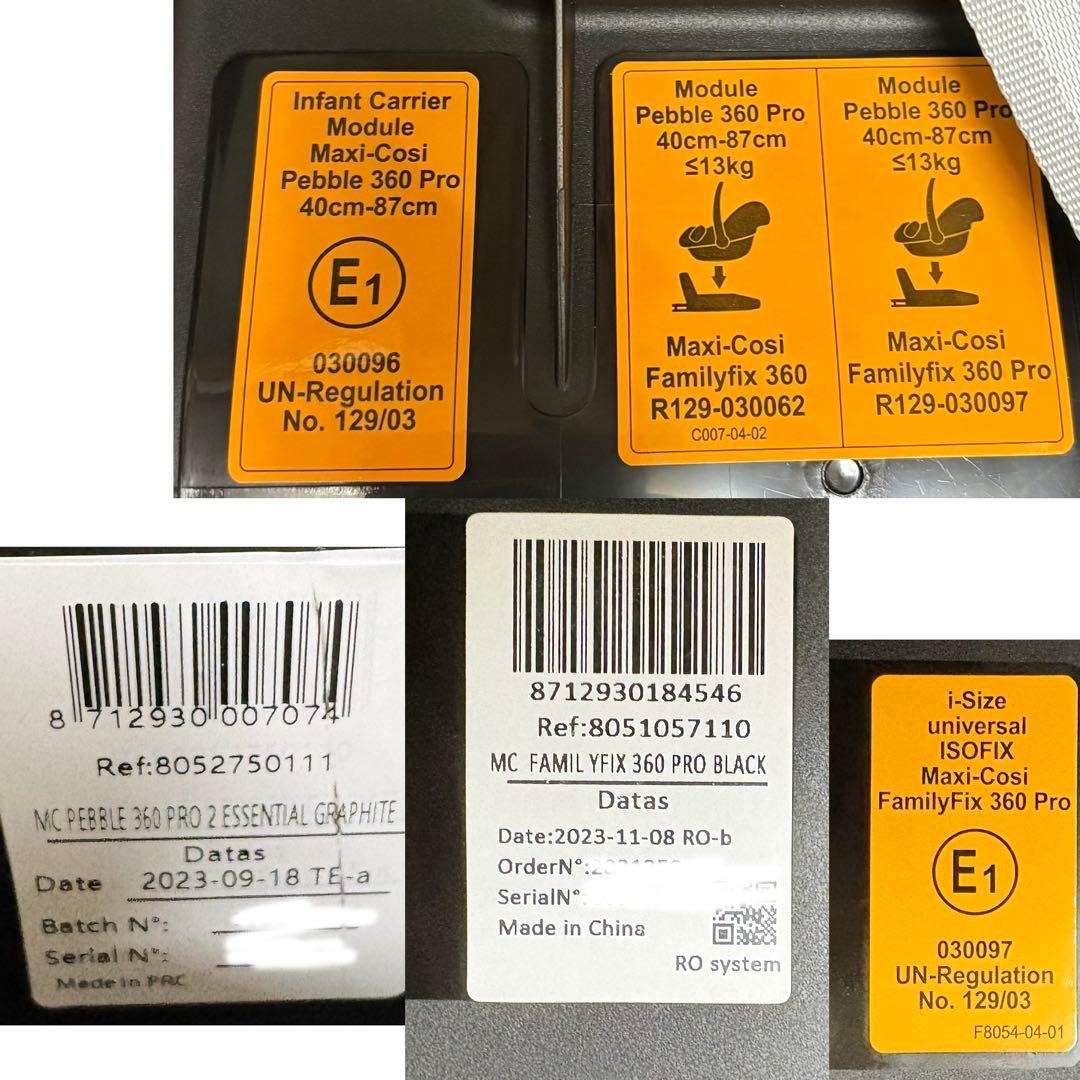 Infant Carrier
Module
Maxi-Cosi
Pebble 360 Pro
40cm-87cm
E1
030096
UN-Regulation
No. 129/03
Module
Pebble 360 Pro
40cm-87cm
≤13kg
Maxi-Cosi
Familyfix 360
R129-030062
C007-04-02
Module
Pebble 360 Pro
40cm-87cm
≤13kg
Maxi-Cosi
Familyfix 360 Pro
R129-030097
8 712930 007074
Ref:8052750111
MC PEBBLE 360 PRO 2 ESSENTIAL GRAPHITE
Datas
Date 2023-09-18 TE-a
Batch N°:
Serial N°:
Made in PRC
8712930184546
Ref:8051057110
MC FAMIL YFIX 360 PRO BLACK
Datas
Date:2023-11-08 RO-b
OrderN°:
SerialN°:
Made in China
RO system
i-Size
universal
ISOFIX
Maxi-Cosi
FamilyFix 360 Pro
E1
030097
UN-Regulation
No. 129/03
F8054-04-01